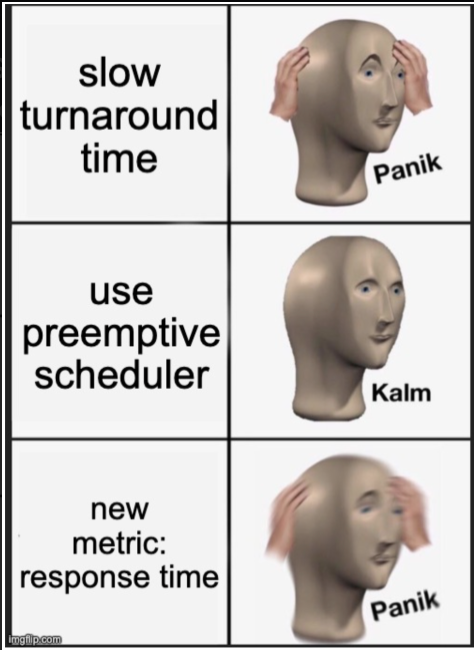 slow
turnaround
time
Panik
use
preemptive
scheduler
Kalm
new
metric:
response time
Panik
imgflip.com